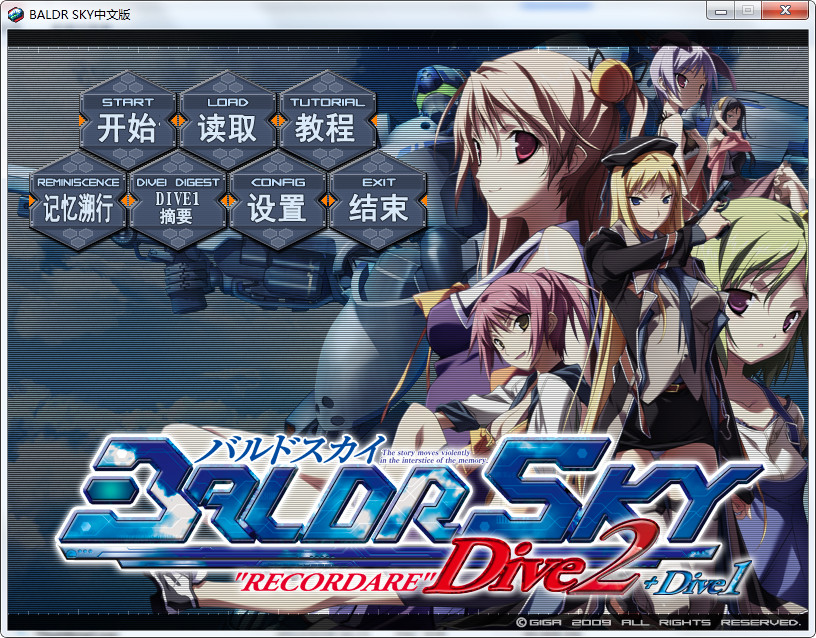 BALDR SKY中文版
START
开始
LOAD
读取
TUTORIAL
教程
REMINISCENCE
记忆溯行
DIVE1 DIGEST
DIVE1
摘要
CONFIG
设置
EXIT
结束
バルドスカイ
The story moves violently
in the interstice of the memory.
BALDR SKY
"RECORDARE" Dive2 + Dive1
©GIGA 2009 ALL RIGHTS RESERVED.